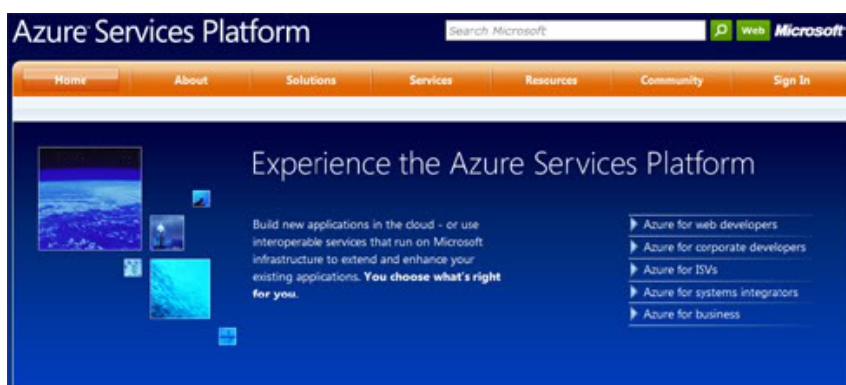 Azure Services Platform
Search Microsoft
Web Microsoft
Home About Solutions Services Resources Community Sign In
Experience the Azure Services Platform
Build new applications in the cloud - or use
interoperable services that run on Microsoft
infrastructure to extend and enhance your
existing applications. You choose what's right
for you.
Azure for web developers
Azure for corporate developers
Azure for ISVs
Azure for systems integrators
Azure for business